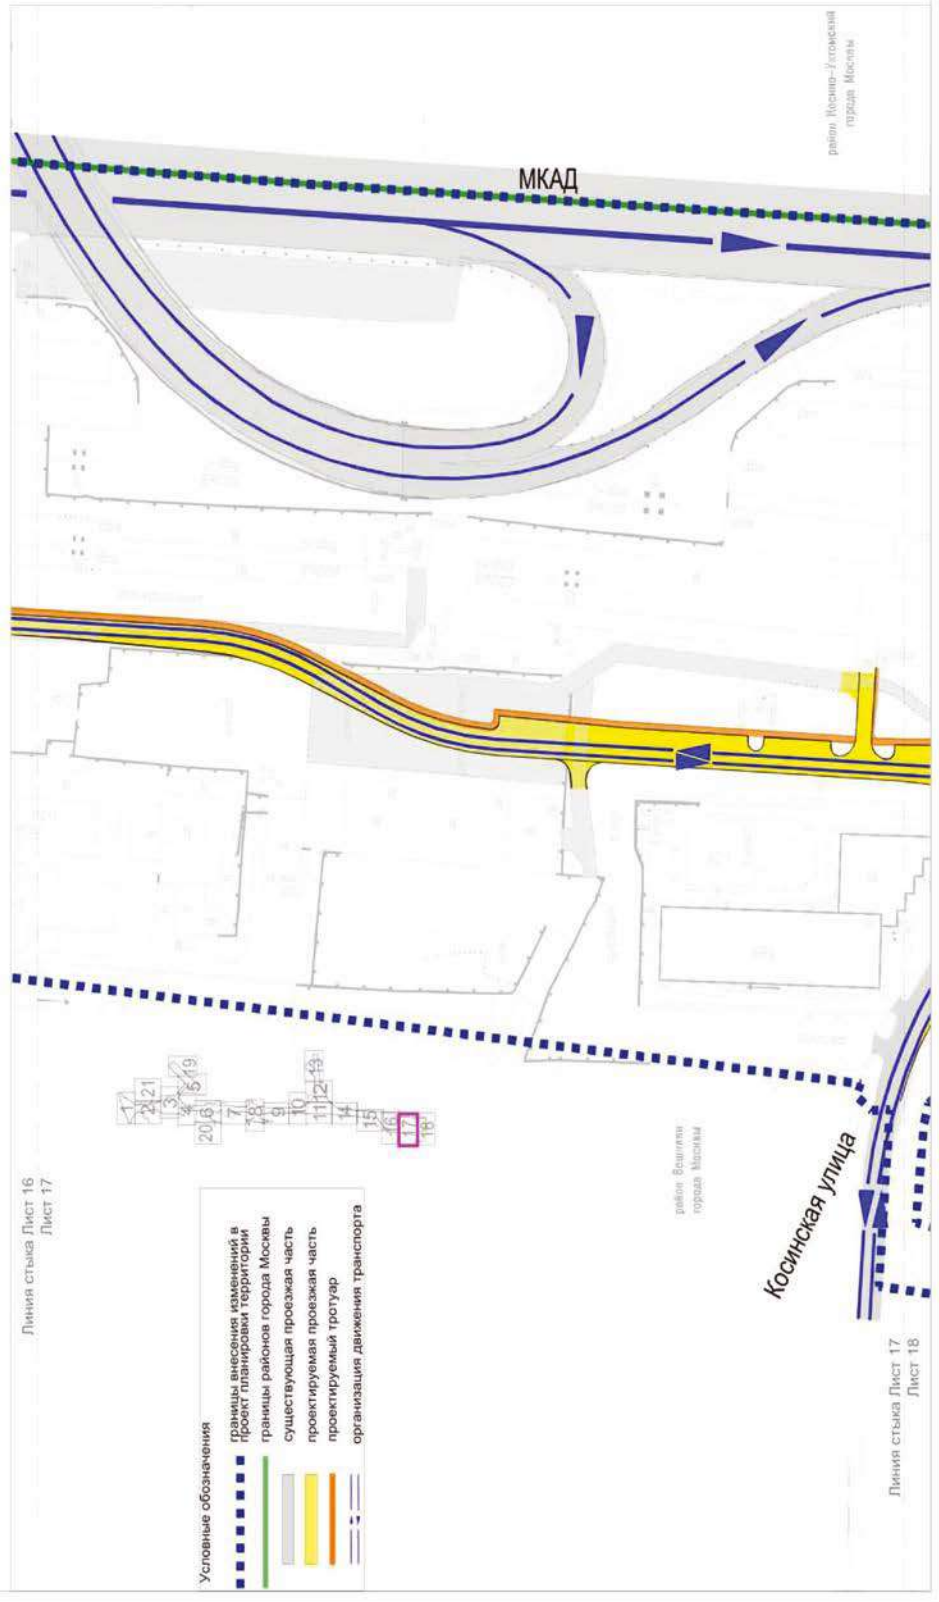 Линия стыка Лист 16
Лист 17
МКАД
район Косино-Ухтомский
города Москвы
1
2
21
3
19
5
4
6
20
7
8
9
10
11
12
13
14
15
16
17
18
район Вешняки
города Москвы
Косинская улица
Условные обозначения
границы внесения изменений в
проект планировки территории
границы районов города Москвы
существующая проезжая часть
проектируемая проезжая часть
проектируемый тротуар
организация движения транспорта
Линия стыка Лист 17
Лист 18